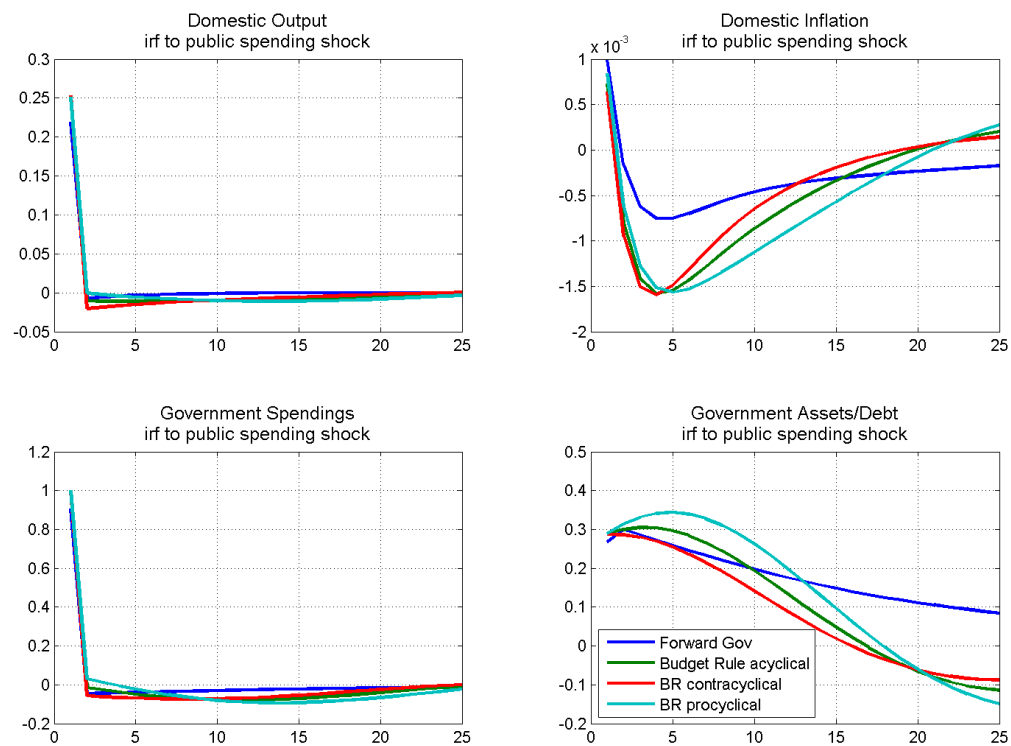 Domestic Output
irf to public spending shock
0.3
0.25
0.2
0.15
0.1
0.05
0
-0.05
0 5 10 15 20 25
Domestic Inflation
irf to public spending shock
x 10-3
1
0.5
0
-0.5
-1
-1.5
-2
0 5 10 15 20 25
Government Spendings
irf to public spending shock
1.2
1
0.8
0.6
0.4
0.2
0
-0.2
0 5 10 15 20 25
Government Assets/Debt
irf to public spending shock
0.5
0.4
0.3
0.2
0.1
0
-0.1
-0.2
0 5 10 15 20 25
Forward Gov
Budget Rule acyclical
BR contracyclical
BR procyclical